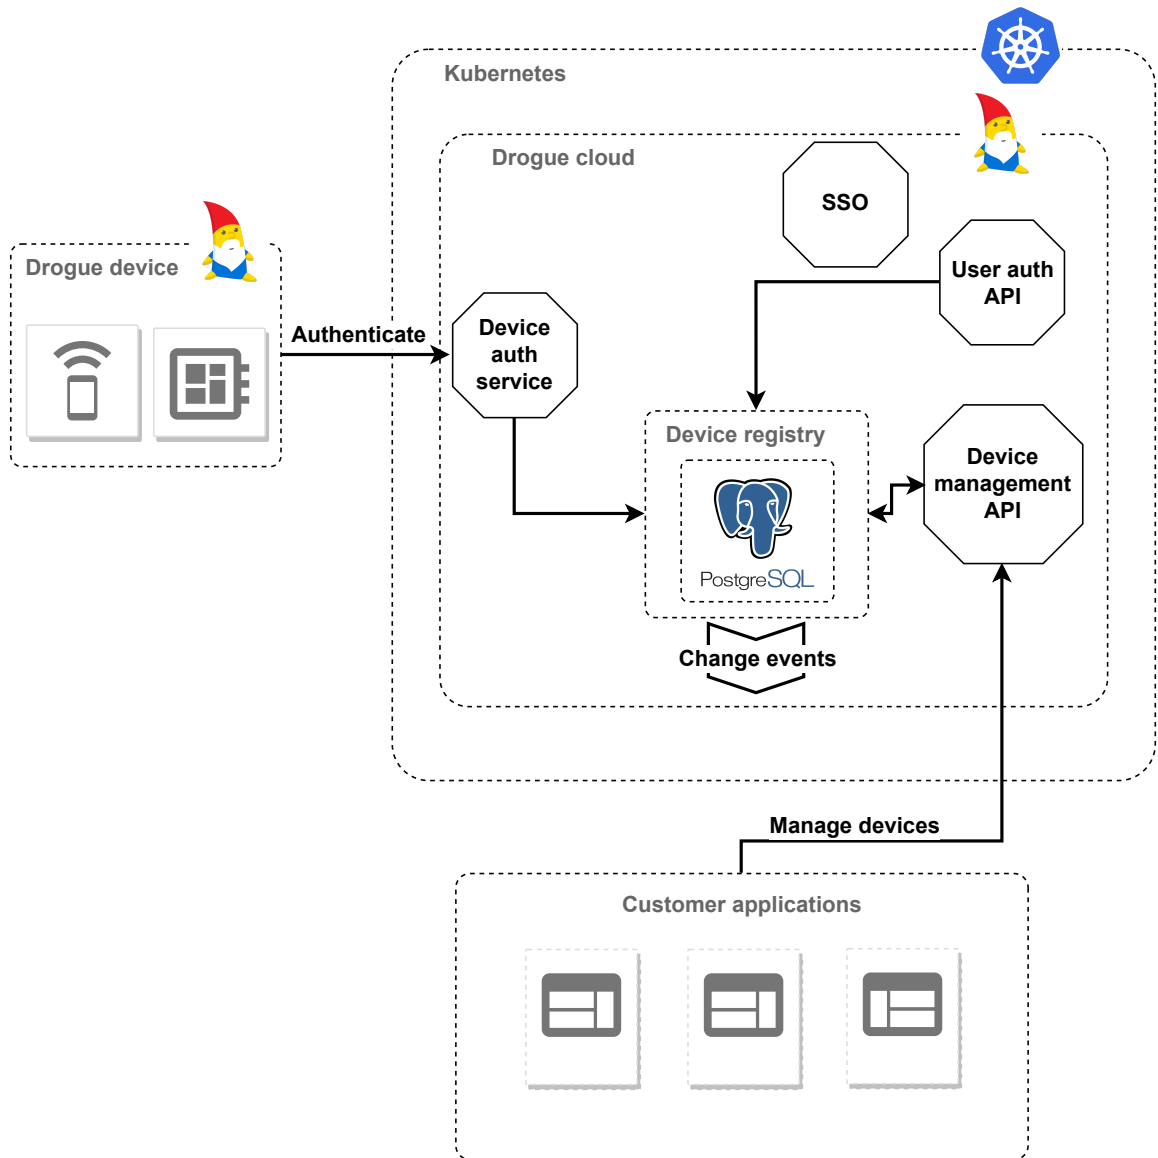 Kubernetes
Drogue cloud
SSO
User auth
API
Drogue device
Authenticate
Device
auth
service
Device registry
PostgreSQL
Device
management
API
Change events
Manage devices
Customer applications